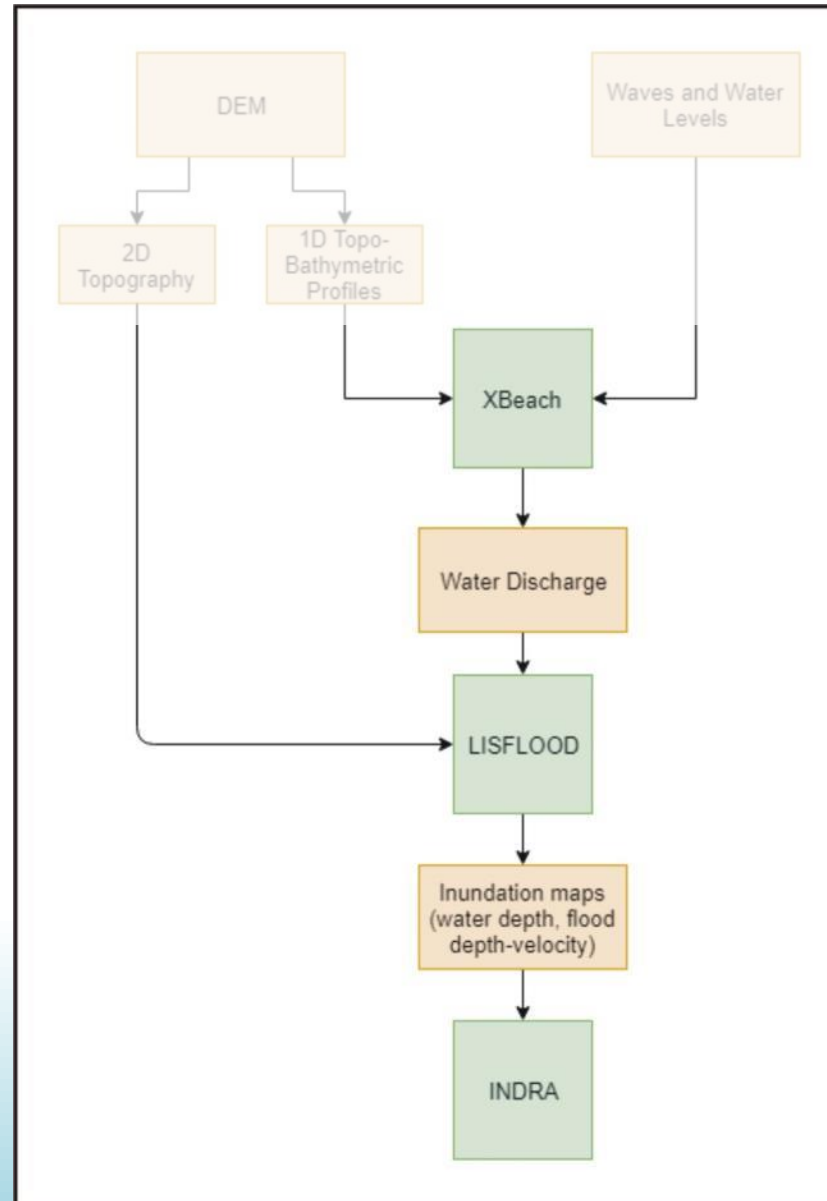 DEM
Waves and Water
Levels
2D
Topography
1D Topo-
Bathymetric
Profiles
XBeach
Water Discharge
LISFLOOD
Inundation maps
(water depth, flood
depth-velocity)
INDRA